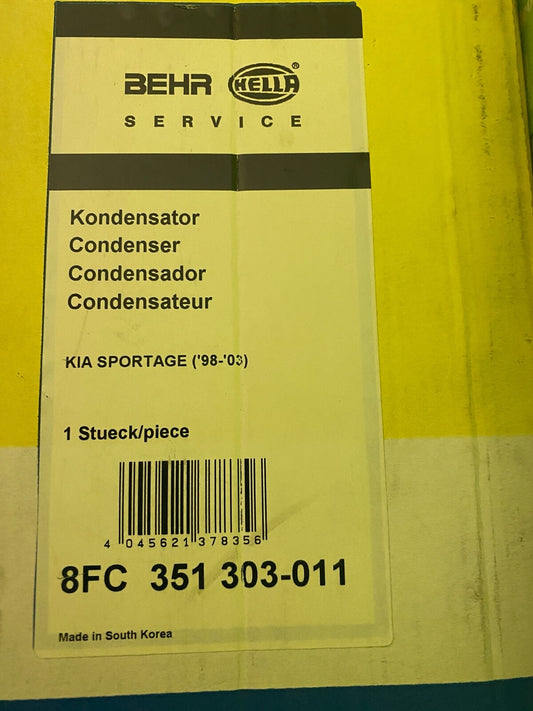 BEHR HELLA®
SERVICE
Kondensator
Condenser
Condensador
Condensateur
KIA SPORTAGE ('98-'03)
1 Stueck/piece
4 045621 378356
8FC 351 303-011
Made in South Korea